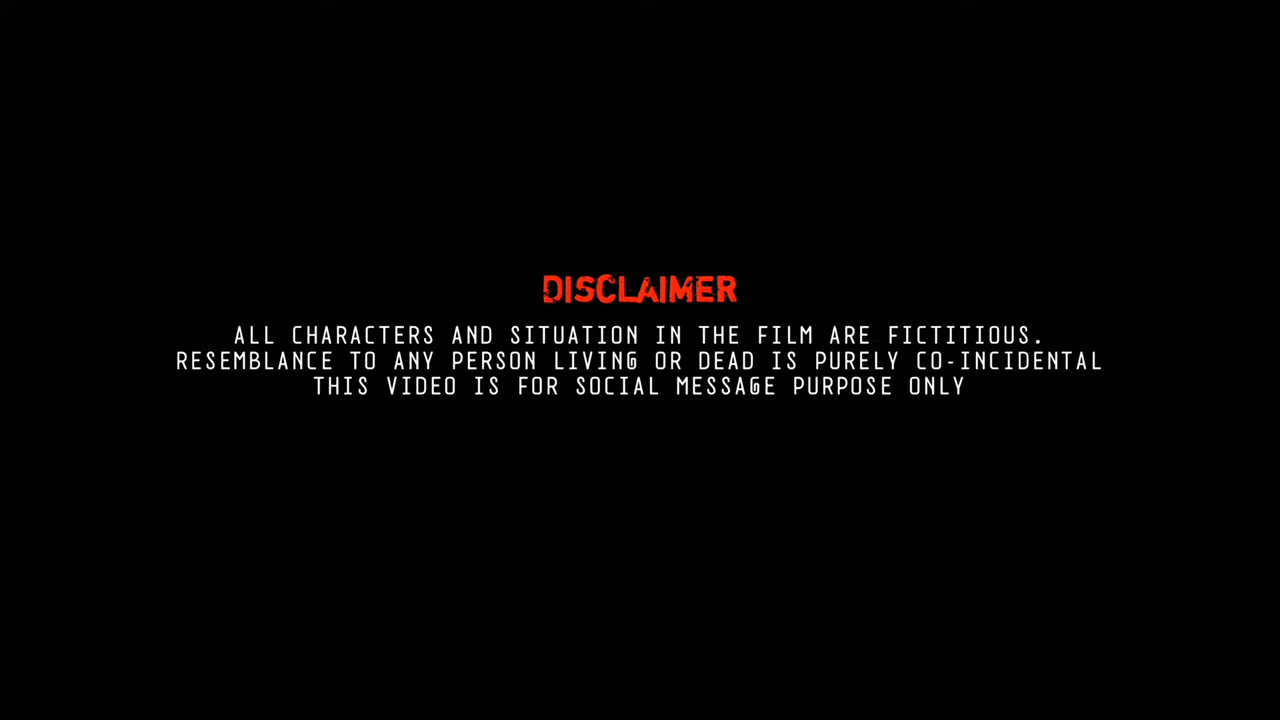 DISCLAIMER
ALL CHARACTERS AND SITUATION IN THE FILM ARE FICTITIOUS.
RESEMBLANCE TO ANY PERSON LIVING OR DEAD IS PURELY CO-INCIDENTAL
THIS VIDEO IS FOR SOCIAL MESSAGE PURPOSE ONLY